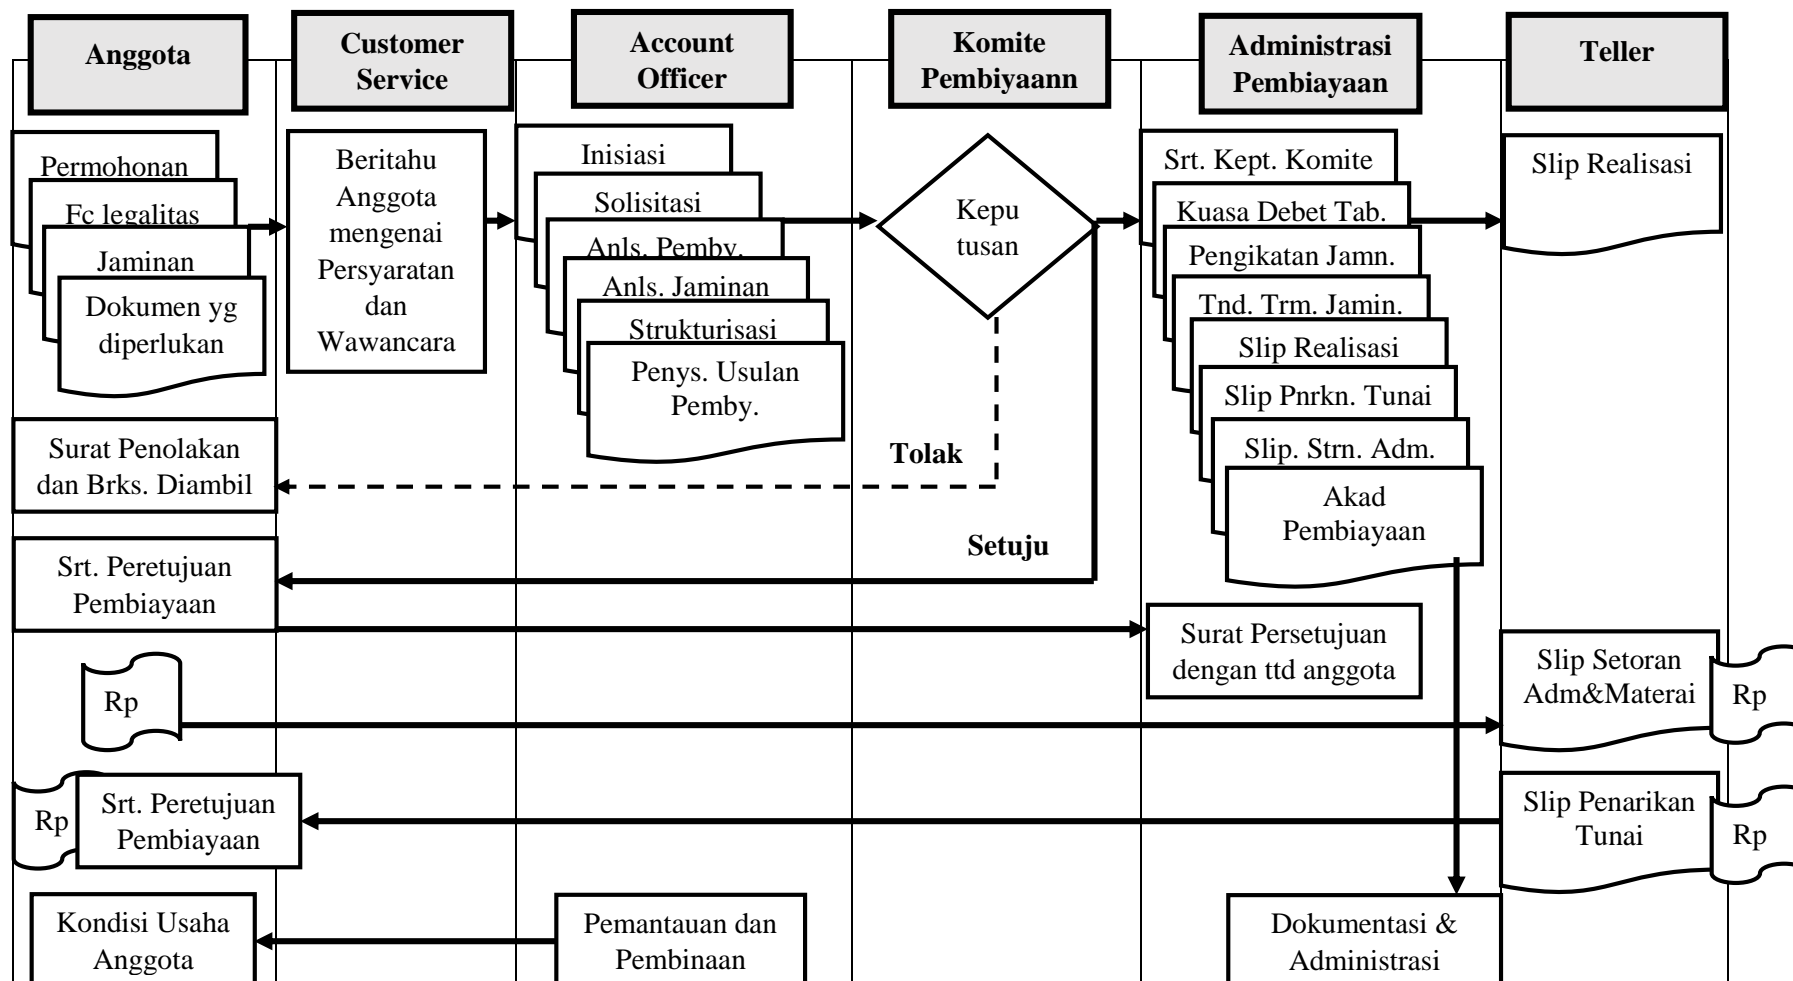 Anggota
Customer
Service
Account
Officer
Komite
Pembiyaann
Administrasi
Pembiayaan
Teller
Permohonan
Fc legalitas
Jaminan
Dokumen yg
diperlukan
Beritahu
Anggota
mengenai
Persyaratan
dan
Wawancara
Inisiasi
Solisitasi
Anls. Pemby.
Anls. Jaminan
Strukturisasi
Penys. Usulan
Pemby.
Kepu
tusan
Srt. Kept. Komite
Kuasa Debet Tab.
Pengikatan Jamn.
Tnd. Trm. Jamin.
Slip Realisasi
Slip Pnrkn. Tunai
Slip. Strn. Adm.
Akad
Pembiayaan
Slip Realisasi
Surat Penolakan
dan Brks. Diambil
Tolak
Setuju
Srt. Peretujuan
Pembiayaan
Surat Persetujuan
dengan ttd anggota
Rp
Slip Setoran
Adm&Materai
Rp
Rp
Srt. Peretujuan
Pembiayaan
Slip Penarikan
Tunai
Rp
Kondisi Usaha
Anggota
Pemantauan dan
Pembinaan
Dokumentasi &
Administrasi